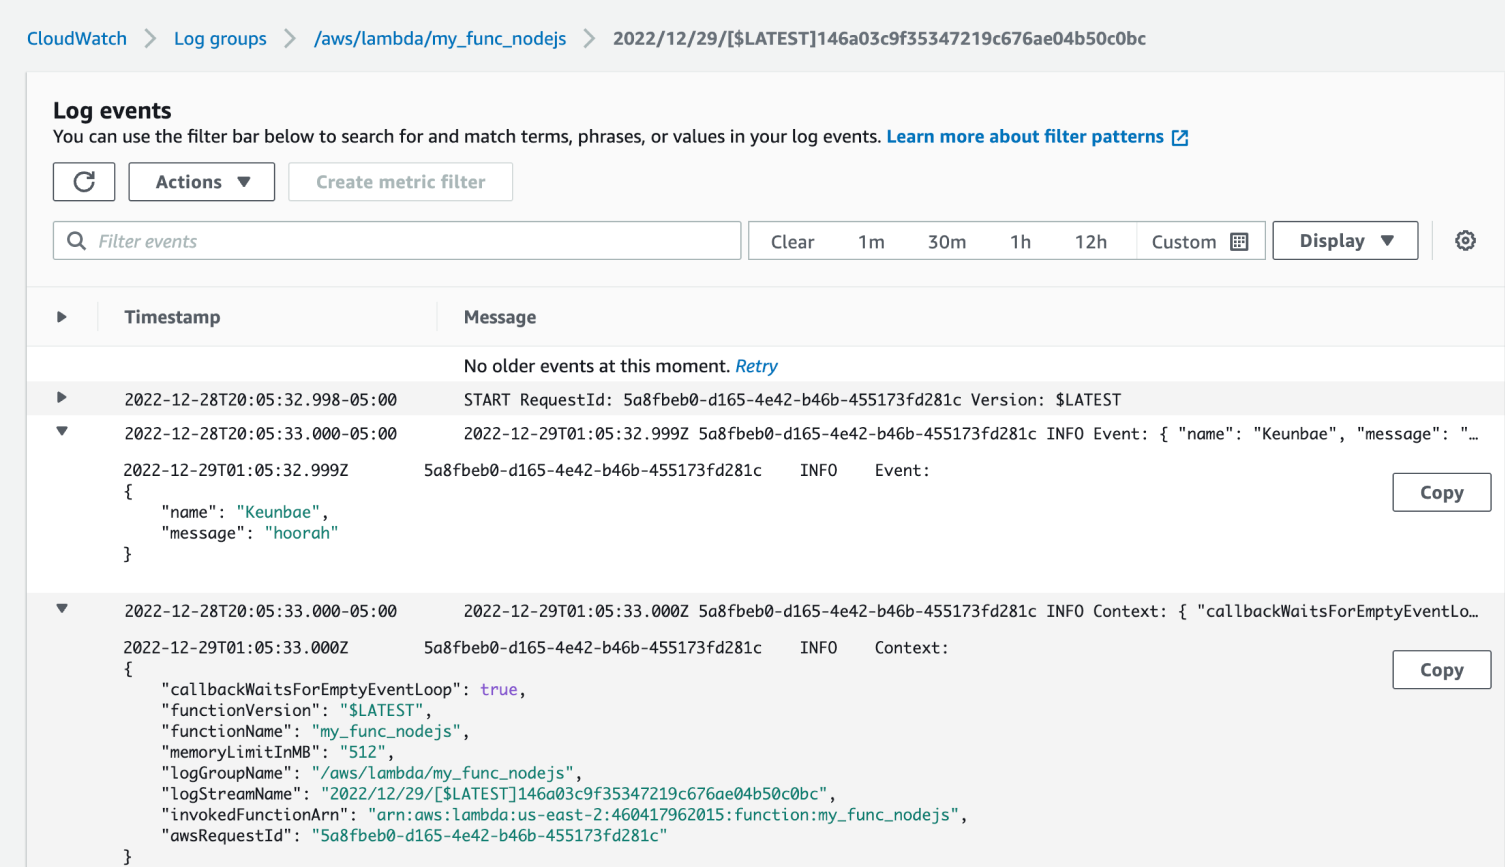 CloudWatch > Log groups > /aws/lambda/my_func_nodejs > 2022/12/29/[$LATEST]146a03c9f35347219c676ae04b50c0bc
Log events
You can use the filter bar below to search for and match terms, phrases, or values in your log events. Learn more about filter patterns
Actions Create metric filter
Filter events Clear 1m 30m 1h 12h Custom Display
Timestamp Message
No older events at this moment. Retry
2022-12-28T20:05:32.998-05:00 START RequestId: 5a8fbeb0-d165-4e42-b46b-455173fd281c Version: $LATEST
2022-12-28T20:05:33.000-05:00 2022-12-29T01:05:32.999Z 5a8fbeb0-d165-4e42-b46b-455173fd281c INFO Event: { "name": "Keunbae", "message": "…
2022-12-29T01:05:32.999Z 5a8fbeb0-d165-4e42-b46b-455173fd281c INFO Event:
Copy
{
"name": "Keunbae",
"message": "hoorah"
}
2022-12-28T20:05:33.000-05:00 2022-12-29T01:05:33.000Z 5a8fbeb0-d165-4e42-b46b-455173fd281c INFO Context: { "callbackWaitsForEmptyEventLo…
2022-12-29T01:05:33.000Z 5a8fbeb0-d165-4e42-b46b-455173fd281c INFO Context:
Copy
{
"callbackWaitsForEmptyEventLoop": true,
"functionVersion": "$LATEST",
"functionName": "my_func_nodejs",
"memoryLimitInMB": "512",
"logGroupName": "/aws/lambda/my_func_nodejs",
"logStreamName": "2022/12/29/[$LATEST]146a03c9f35347219c676ae04b50c0bc",
"invokedFunctionArn": "arn:aws:lambda:us-east-2:460417962015:function:my_func_nodejs",
"awsRequestId": "5a8fbeb0-d165-4e42-b46b-455173fd281c"
}